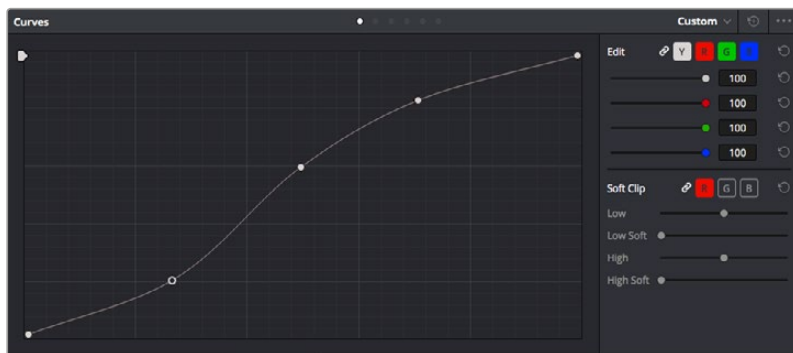 Curves
Custom
Edit
Y R G
100
100
100
100
Soft Clip
R G B
Low
Low Soft
High
High Soft